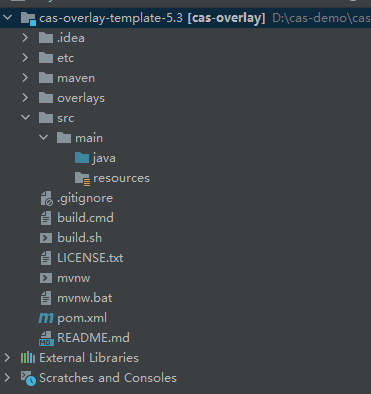 cas-overlay-template-5.3 [cas-overlay] D:\cas-demo\cas
.idea
etc
maven
overlays
src
main
java
resources
.gitignore
build.cmd
build.sh
LICENSE.txt
mvnw
mvnw.bat
pom.xml
README.md
External Libraries
Scratches and Consoles